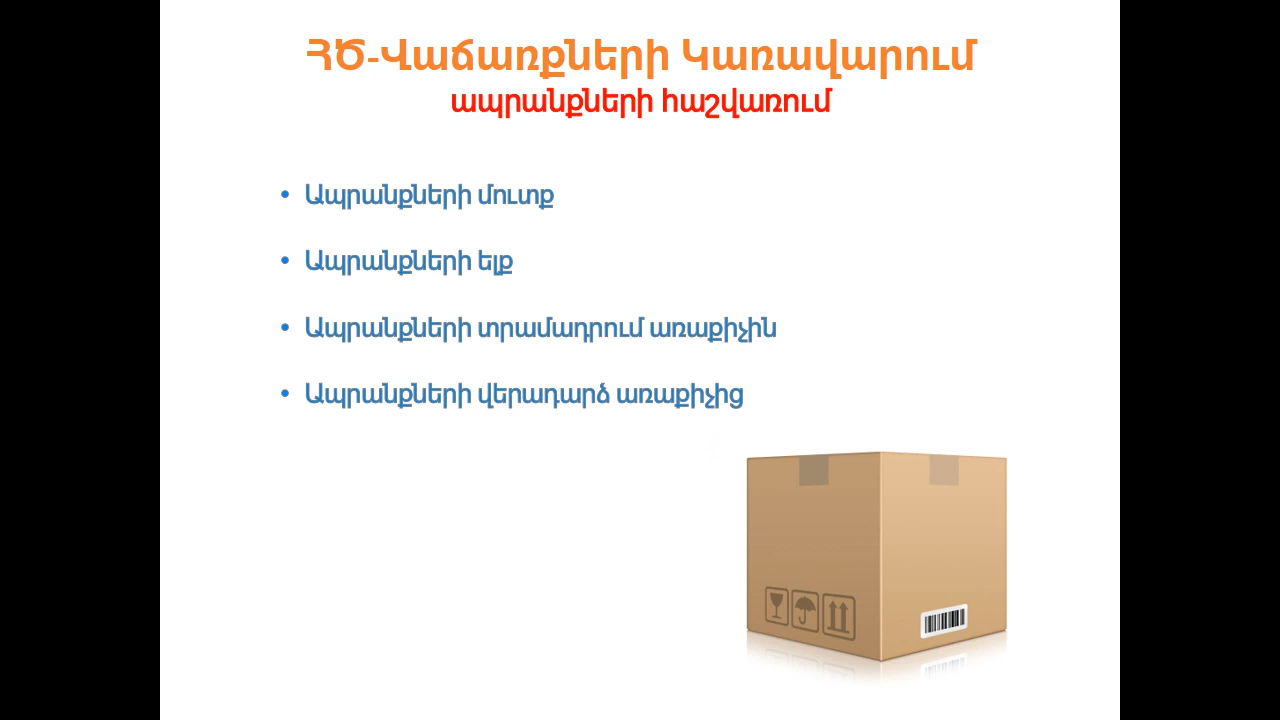 ՀԾ-Վաճառքների Կառավարում
ապրանքների հաշվառում
• Ապրանքների մուտք
• Ապրանքների ելք
• Ապրանքների տրամադրում առաքիչին
• Ապրանքների վերադարձ առաքիչից